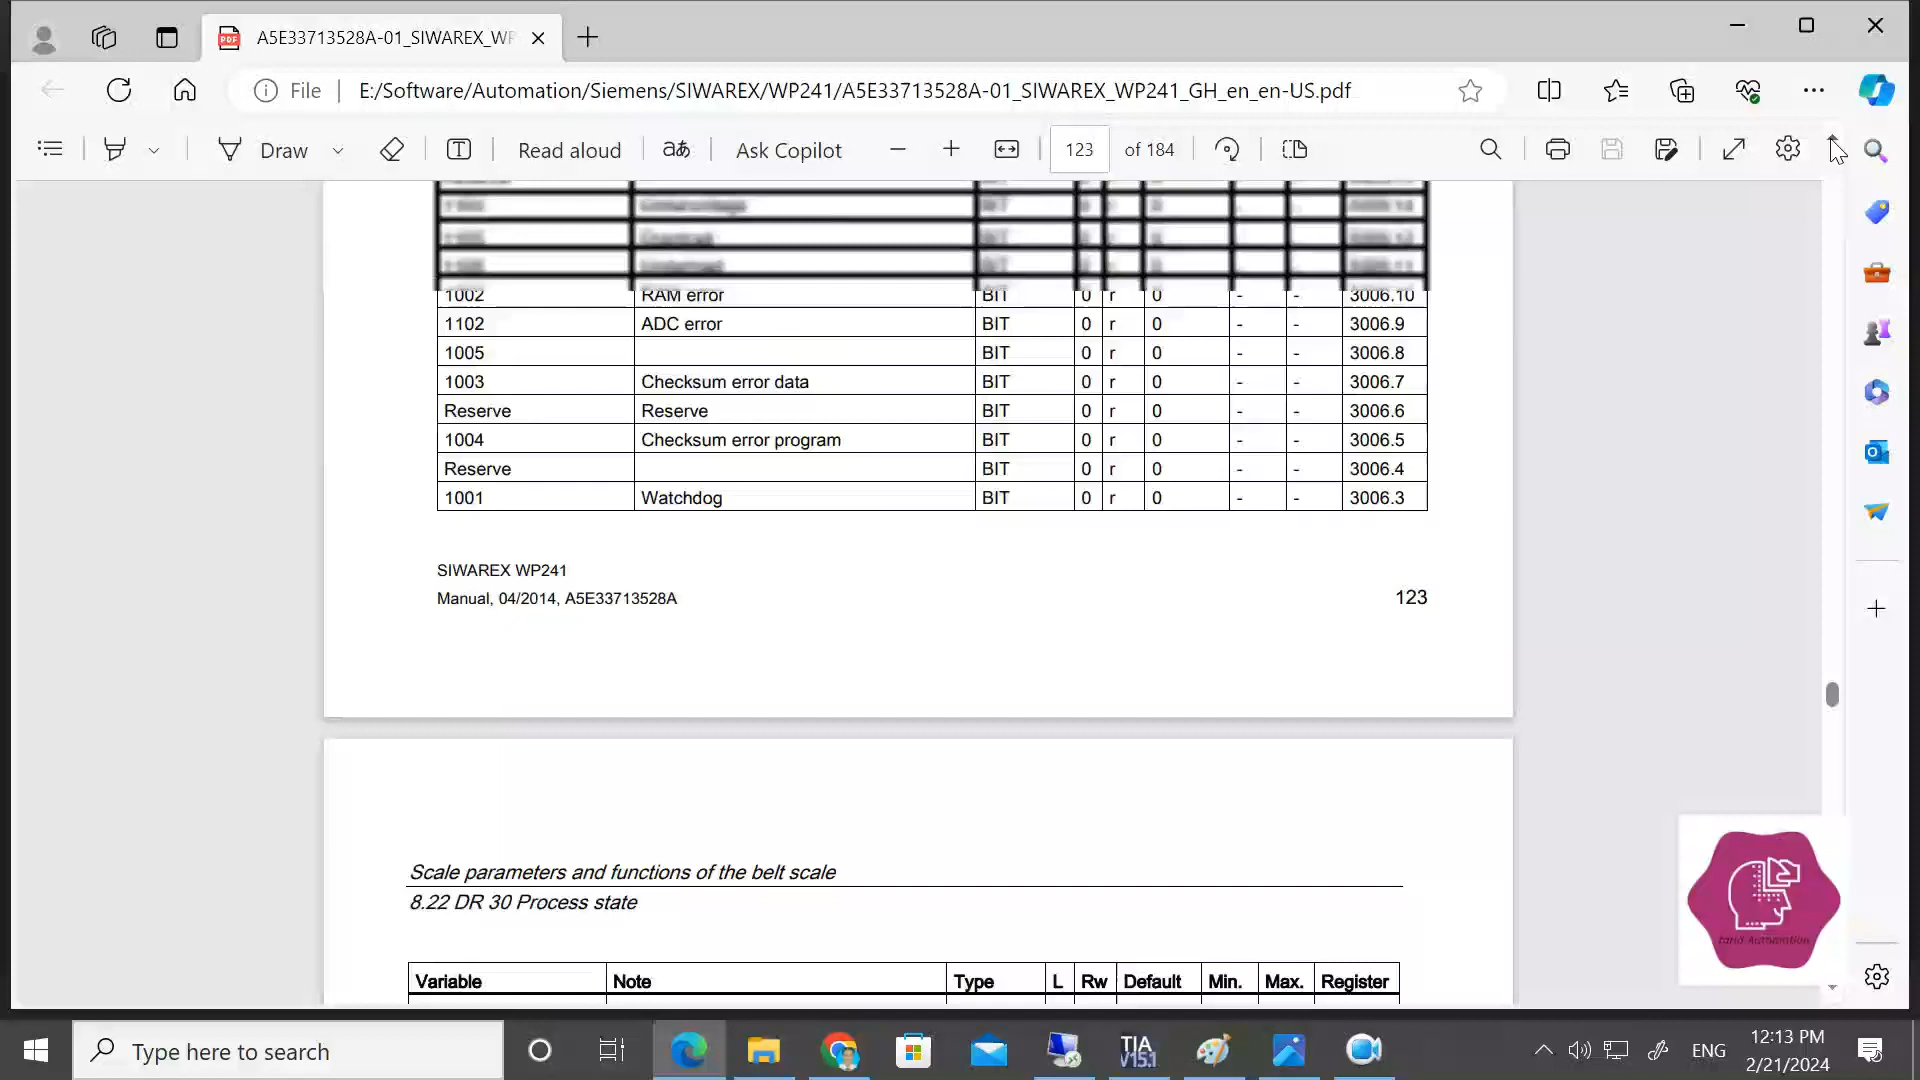 A5E33713528A-01_SIWAREX_WP
File
E:/Software/Automation/Siemens/SIWAREX/WP241/A5E33713528A-01_SIWAREX_WP241_GH_en_en-US.pdf
Draw
Read aloud
aあ
Ask Copilot
123 of 184
1002 RAM error BIT 0 r 0 - - 3006.10
1102 ADC error BIT 0 r 0 - - 3006.9
1005 BIT 0 r 0 - - 3006.8
1003 Checksum error data BIT 0 r 0 - - 3006.7
Reserve Reserve BIT 0 r 0 - - 3006.6
1004 Checksum error program BIT 0 r 0 - - 3006.5
Reserve BIT 0 r 0 - - 3006.4
1001 Watchdog BIT 0 r 0 - - 3006.3
SIWAREX WP241
Manual, 04/2014, A5E33713528A
123
Scale parameters and functions of the belt scale
8.22 DR 30 Process state
Variable Note Type L Rw Default Min. Max. Register
Type here to search
TIA
V15.1
ENG
12:13 PM
2/21/2024